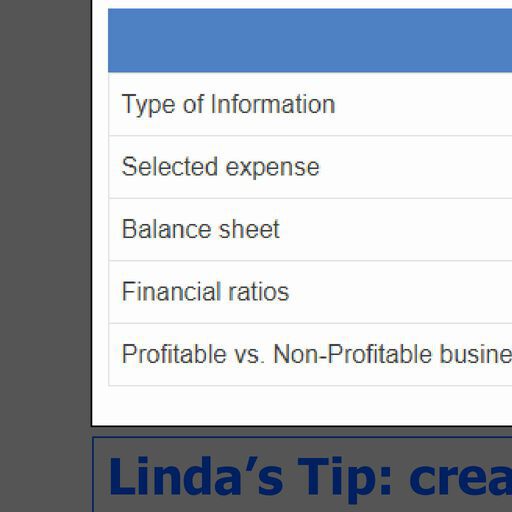 Type of Information
Selected expense
Balance sheet
Financial ratios
Profitable vs. Non-Profitable busine
Linda’s Tip: crea